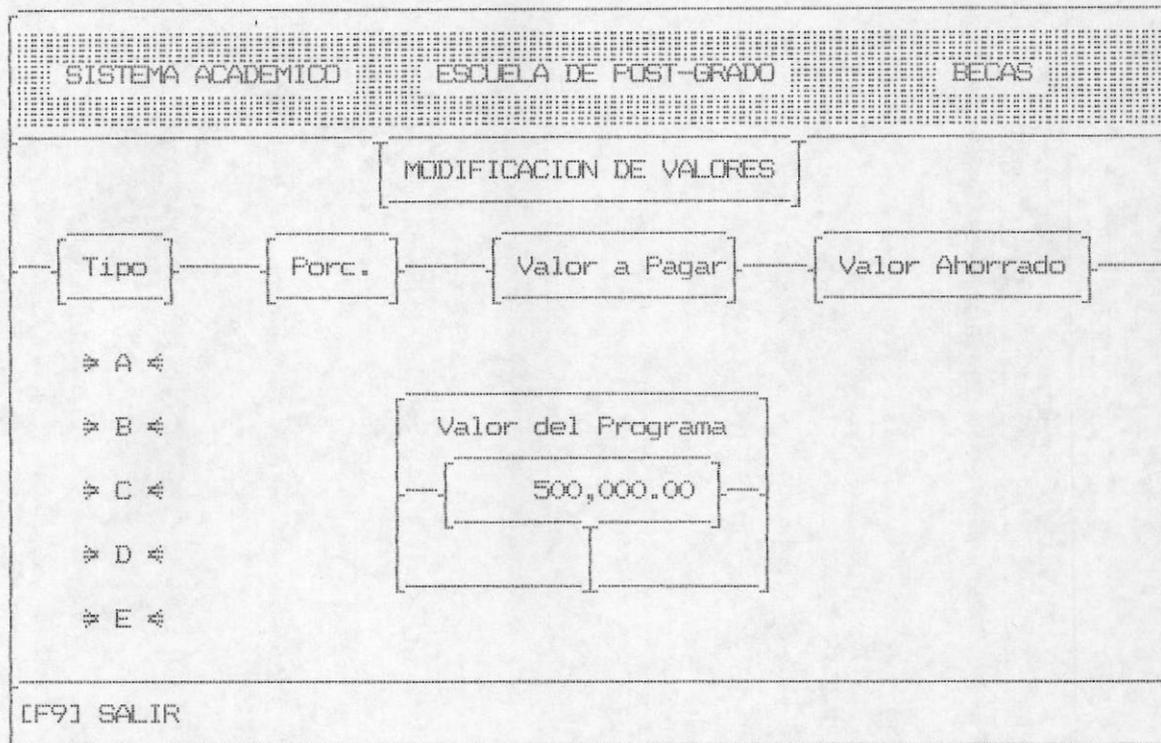 SISTEMA ACADEMICO ESCUELA DE POST-GRADO BECAS
MODIFICACION DE VALORES
Tipo Porc. Valor a Pagar Valor Ahorrado
A
B
Valor del Programa
C
500,000.00
D
E
[F9] SALIR